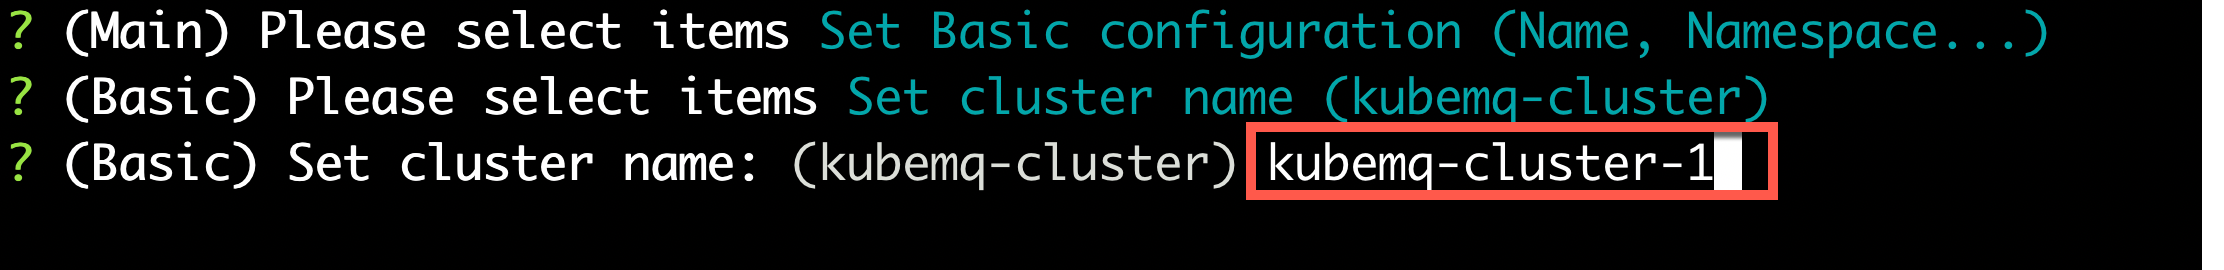 ? (Main) Please select items Set Basic configuration (Name, Namespace...)
? (Basic) Please select items Set cluster name (kubemq-cluster)
? (Basic) Set cluster name: (kubemq-cluster) kubemq-cluster-1